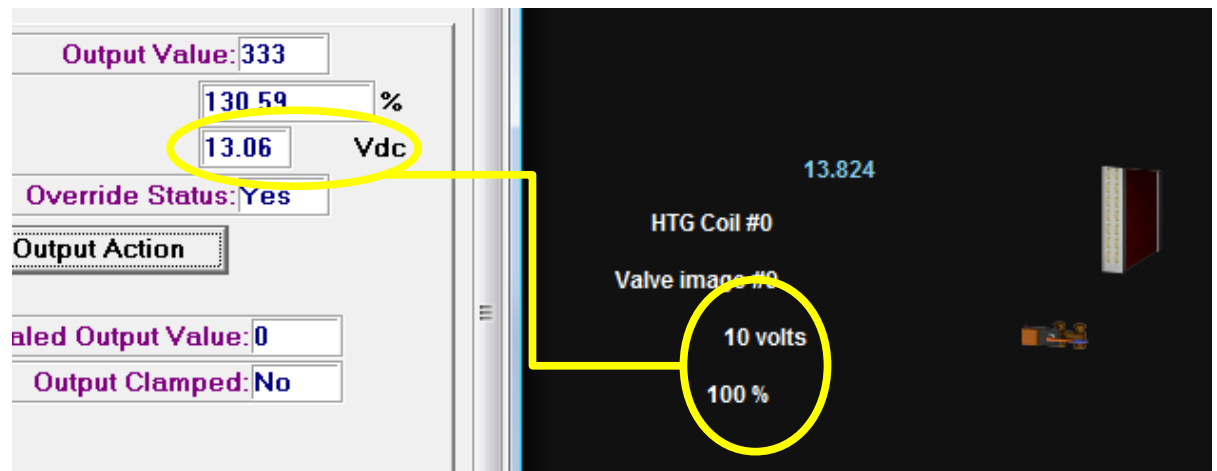 Output Value: 333
130.59 %
13.06 Vdc
Override Status: Yes
Output Action
aled Output Value: 0
Output Clamped: No
13.824
HTG Coil #0
Valve image #0
10 volts
100 %